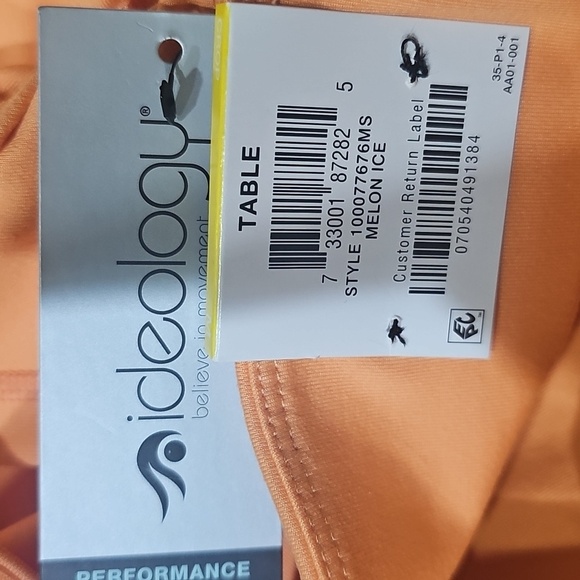 ideology®
believe in movement
PERFORMANCE
TABLE
7 33001 87282 5
STYLE 100077676MS
MELON ICE
Customer Return Label
070540491384
35-P1-4
AA01-001
EPC